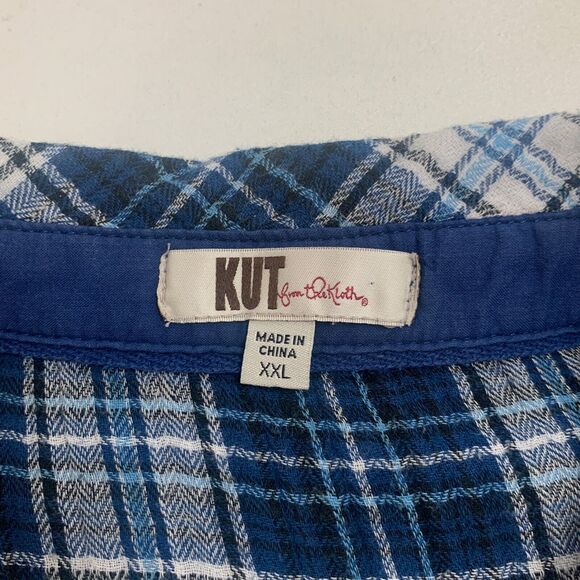 KUT from the Kloth®
MADE IN
CHINA
XXL